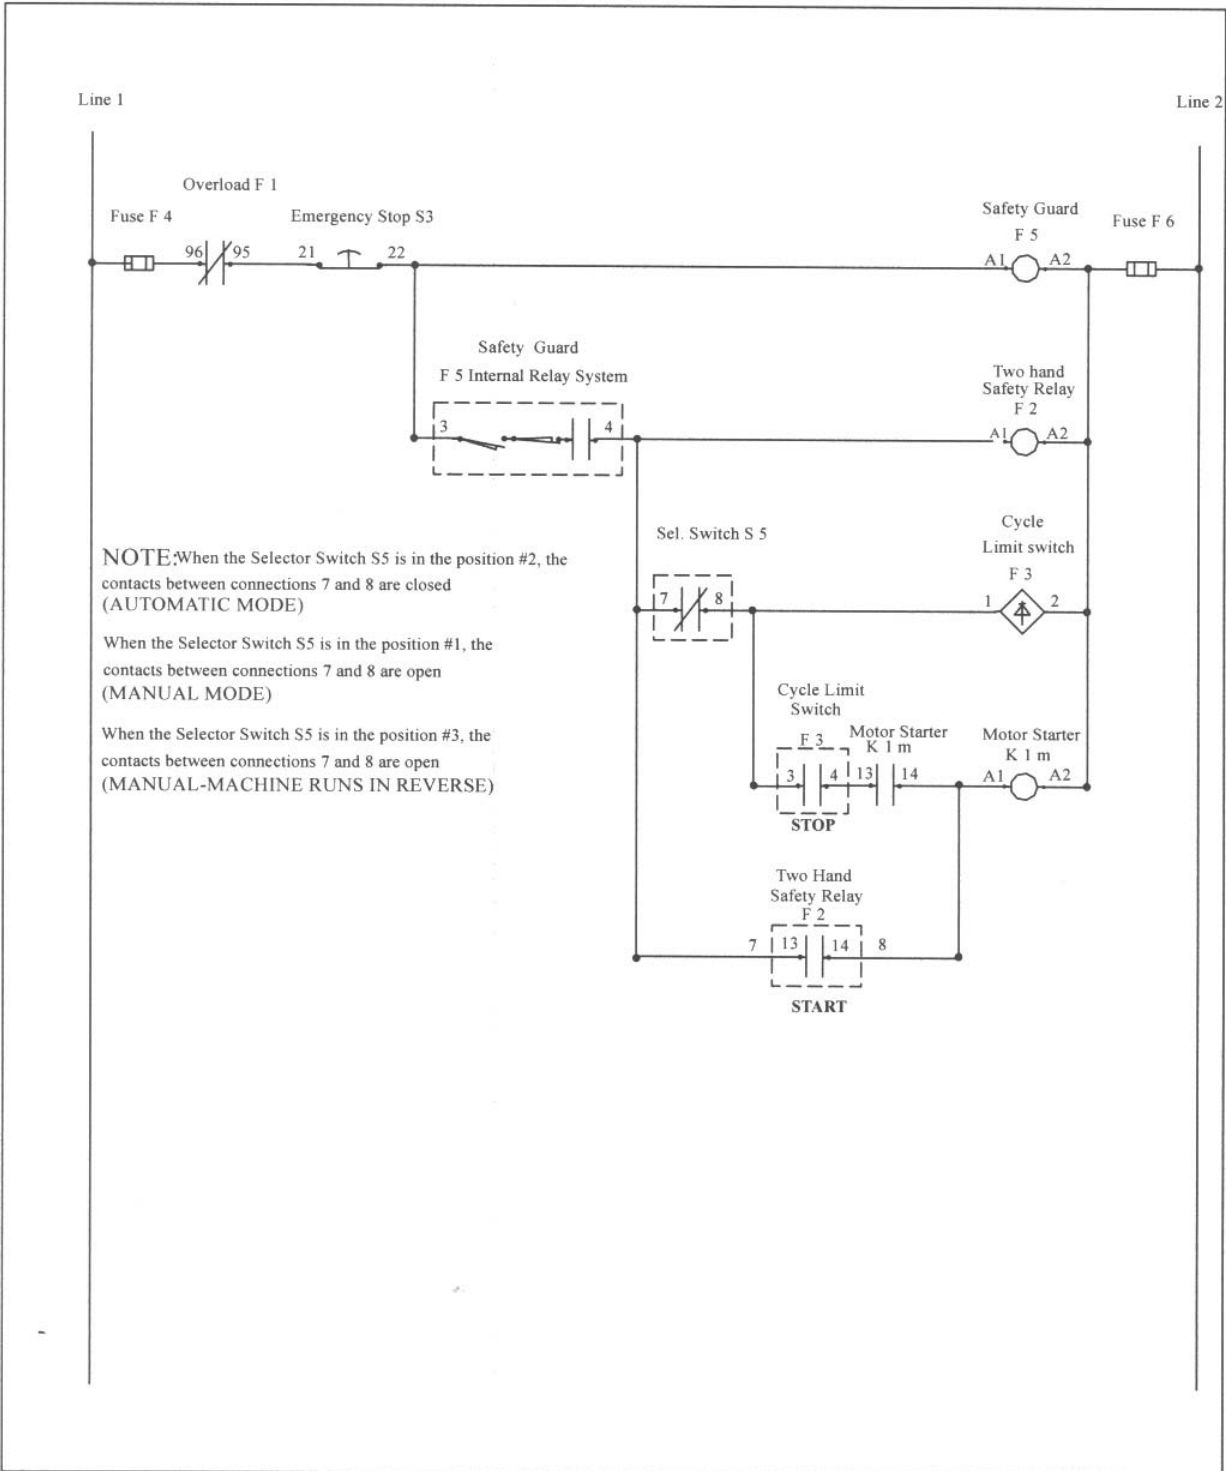 Line 1
Line 2
Overload F 1
Fuse F 4
Emergency Stop S3
Safety Guard
F 5
Fuse F 6
96
95
21
22
A1
A2
Safety Guard
F 5 Internal Relay System
3
4
Two hand
Safety Relay
F 2
A1
A2
Sel. Switch S 5
7
8
Cycle
Limit switch
F 3
1
2
NOTE:When the Selector Switch S5 is in the position #2, the
contacts between connections 7 and 8 are closed
(AUTOMATIC MODE)
When the Selector Switch S5 is in the position #1, the
contacts between connections 7 and 8 are open
(MANUAL MODE)
When the Selector Switch S5 is in the position #3, the
contacts between connections 7 and 8 are open
(MANUAL-MACHINE RUNS IN REVERSE)
Cycle Limit
Switch
F 3
3
4
STOP
Motor Starter
K 1 m
13
14
Motor Starter
K 1 m
A1
A2
Two Hand
Safety Relay
F 2
7
13
14
8
START